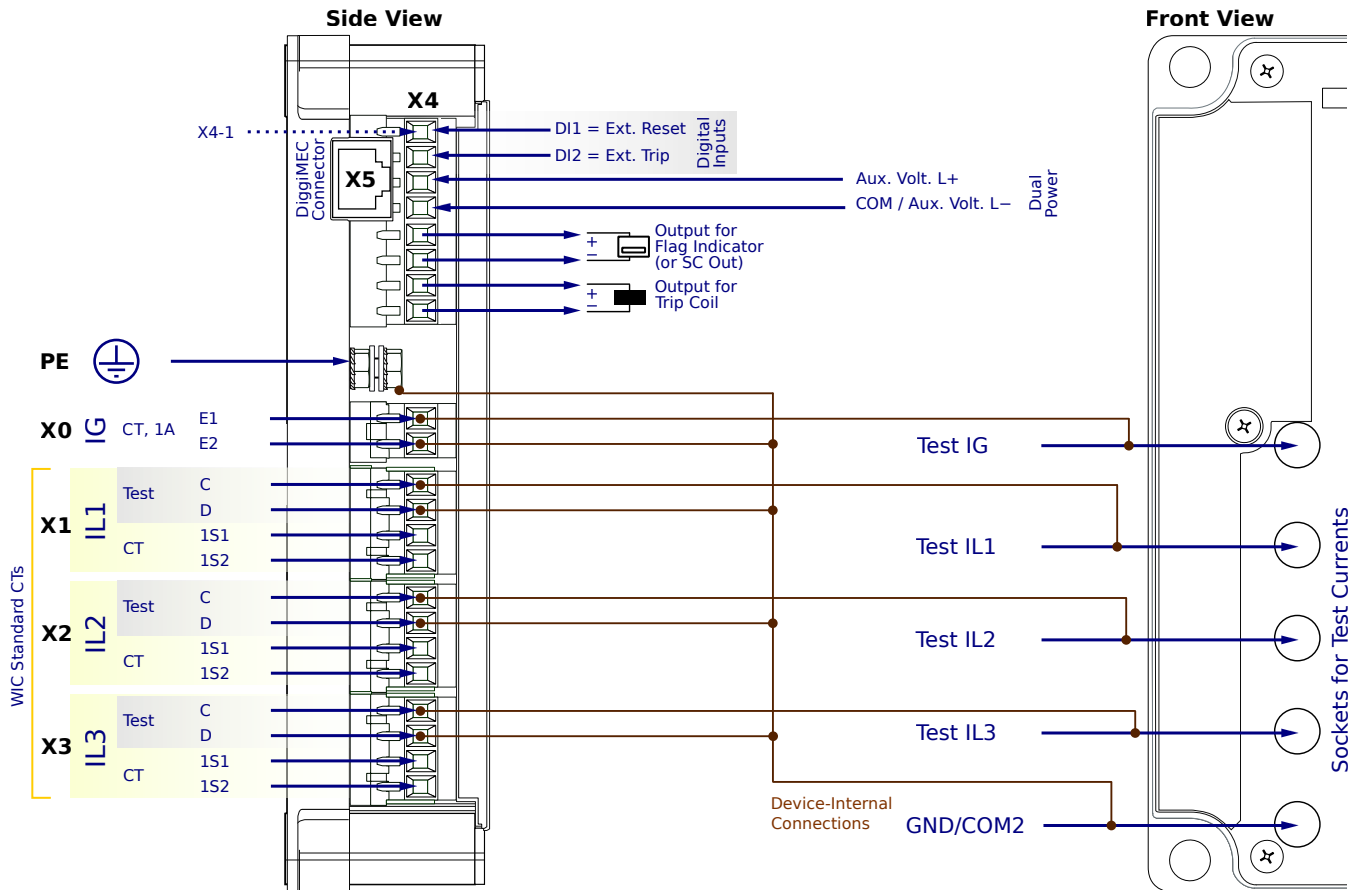 Side View
Front View
X4
X4-1
DI1 = Ext. Reset
DI2 = Ext. Trip
Digital
Inputs
DiggiMEC
Connector
X5
Aux. Volt. L+
COM / Aux. Volt. L−
Dual
Power
+
−
Output for
Flag Indicator
(or SC Out)
+
−
Output for
Trip Coil
PE
X0
IG
CT, 1A
E1
E2
Test IG
WIC Standard CTs
X1
IL1
Test
C
D
CT
1S1
1S2
Test IL1
X2
IL2
Test
C
D
CT
1S1
1S2
Test IL2
X3
IL3
Test
C
D
CT
1S1
1S2
Test IL3
Device-Internal
Connections
GND/COM2
Sockets for Test Currents